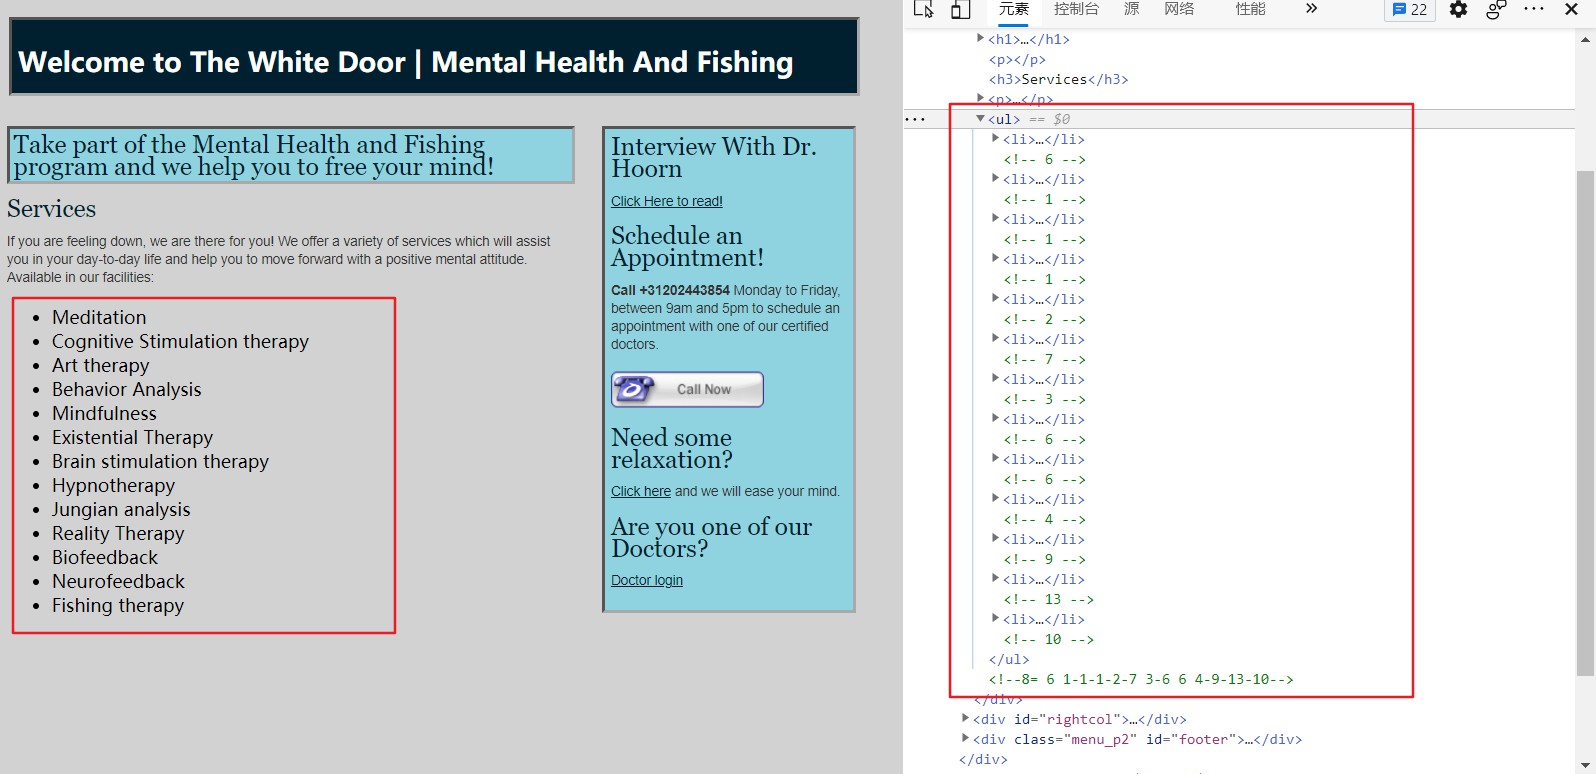 Welcome to The White Door | Mental Health And Fishing
Take part of the Mental Health and Fishing
program and we help you to free your mind!
Services
If you are feeling down, we are there for you! We offer a variety of services which will assist
you in your day-to-day life and help you to move forward with a positive mental attitude.
Available in our facilities:
Meditation
Cognitive Stimulation therapy
Art therapy
Behavior Analysis
Mindfulness
Existential Therapy
Brain stimulation therapy
Hypnotherapy
Jungian analysis
Reality Therapy
Biofeedback
Neurofeedback
Fishing therapy
Interview With Dr.
Hoorn
Click Here to read!
Schedule an
Appointment!
Call +31202443854 Monday to Friday,
between 9am and 5pm to schedule an
appointment with one of our certified
doctors.
Call Now
Need some
relaxation?
Click here and we will ease your mind.
Are you one of our
Doctors?
Doctor login
元素 控制台 源 网络 性能 » 22
<h1>…</h1>
<p></p>
<h3>Services</h3>
<p>…</p>
<ul> == $0
<li>…</li>
<!-- 6 -->
<li>…</li>
<!-- 1 -->
<li>…</li>
<!-- 1 -->
<li>…</li>
<!-- 1 -->
<li>…</li>
<!-- 2 -->
<li>…</li>
<!-- 7 -->
<li>…</li>
<!-- 3 -->
<li>…</li>
<!-- 6 -->
<li>…</li>
<!-- 6 -->
<li>…</li>
<!-- 4 -->
<li>…</li>
<!-- 9 -->
<li>…</li>
<!-- 13 -->
<li>…</li>
<!-- 10 -->
</ul>
<!--8= 6 1-1-1-2-7 3-6 6 4-9-13-10-->
</div>
<div id="rightcol">…</div>
<div class="menu_p2" id="footer">…</div>
</div>